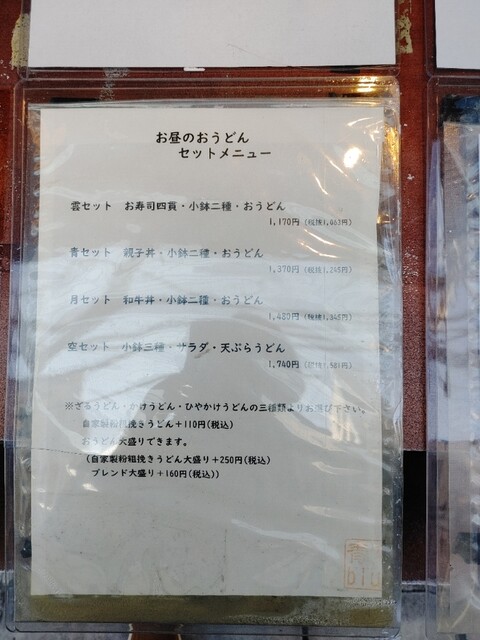 お昼のおうどん
セットメニュー
雲セット お寿司四貫・小鉢二種・おうどん
1,170円 (税抜1,063円)
青セット 親子丼・小鉢二種・おうどん
1,370円 (税抜1,245円)
月セット 和牛丼・小鉢二種・おうどん
1,480円 (税抜1,345円)
空セット 小鉢三種・サラダ・天ぷらうどん
1,740円 (税抜1,581円)
※ざるうどん・かけうどん・ひやかけうどんの三種類よりお選び下さい。
自家製粉粗挽きうどん+110円(税込)
おうどん大盛りできます。
(自家製粉粗挽きうどん大盛り+250円(税込)
ブレンド大盛り+160円(税込))